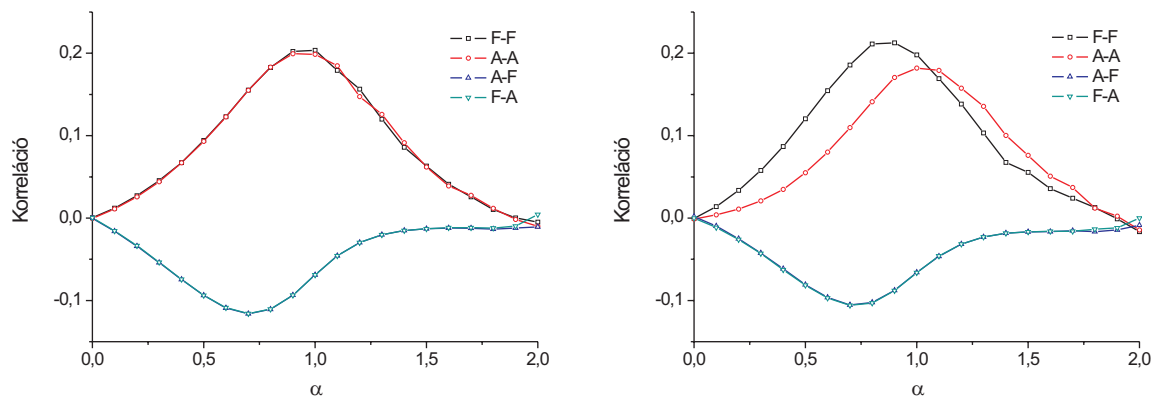 0,2
0,1
0,0
-0,1
Korreláció
0,0
0,5
1,0
1,5
2,0
α
F-F
A-A
A-F
F-A
0,2
0,1
0,0
-0,1
Korreláció
0,0
0,5
1,0
1,5
2,0
α
F-F
A-A
A-F
F-A